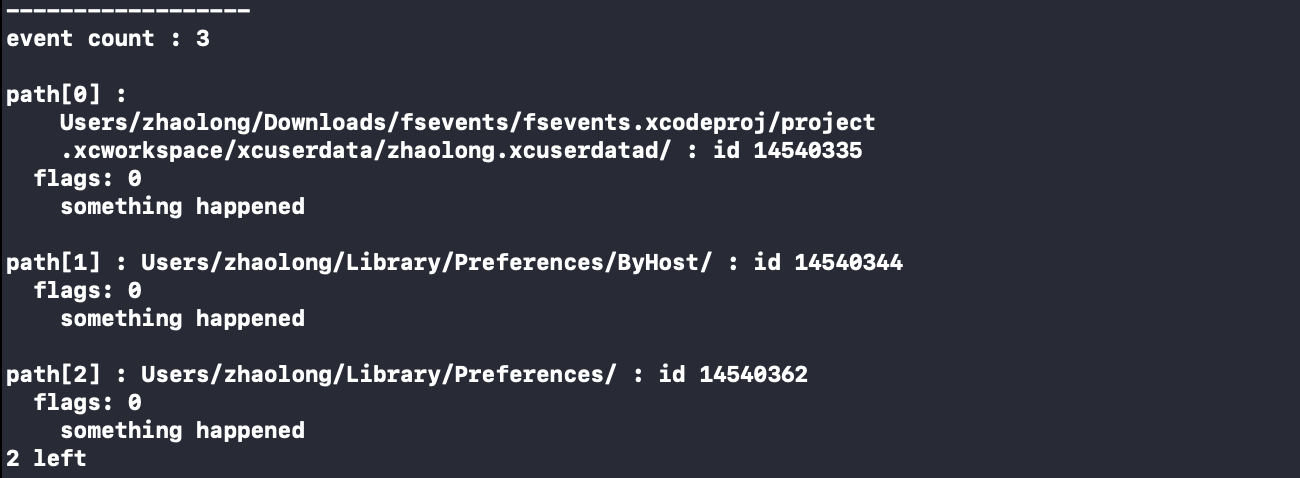 ------------------
event count : 3
path[0] :
Users/zhaolong/Downloads/fsevents/fsevents.xcodeproj/project
.xcworkspace/xcuserdata/zhaolong.xcuserdatad/ : id 14540335
flags: 0
something happened
path[1] : Users/zhaolong/Library/Preferences/ByHost/ : id 14540344
flags: 0
something happened
path[2] : Users/zhaolong/Library/Preferences/ : id 14540362
flags: 0
something happened
2 left